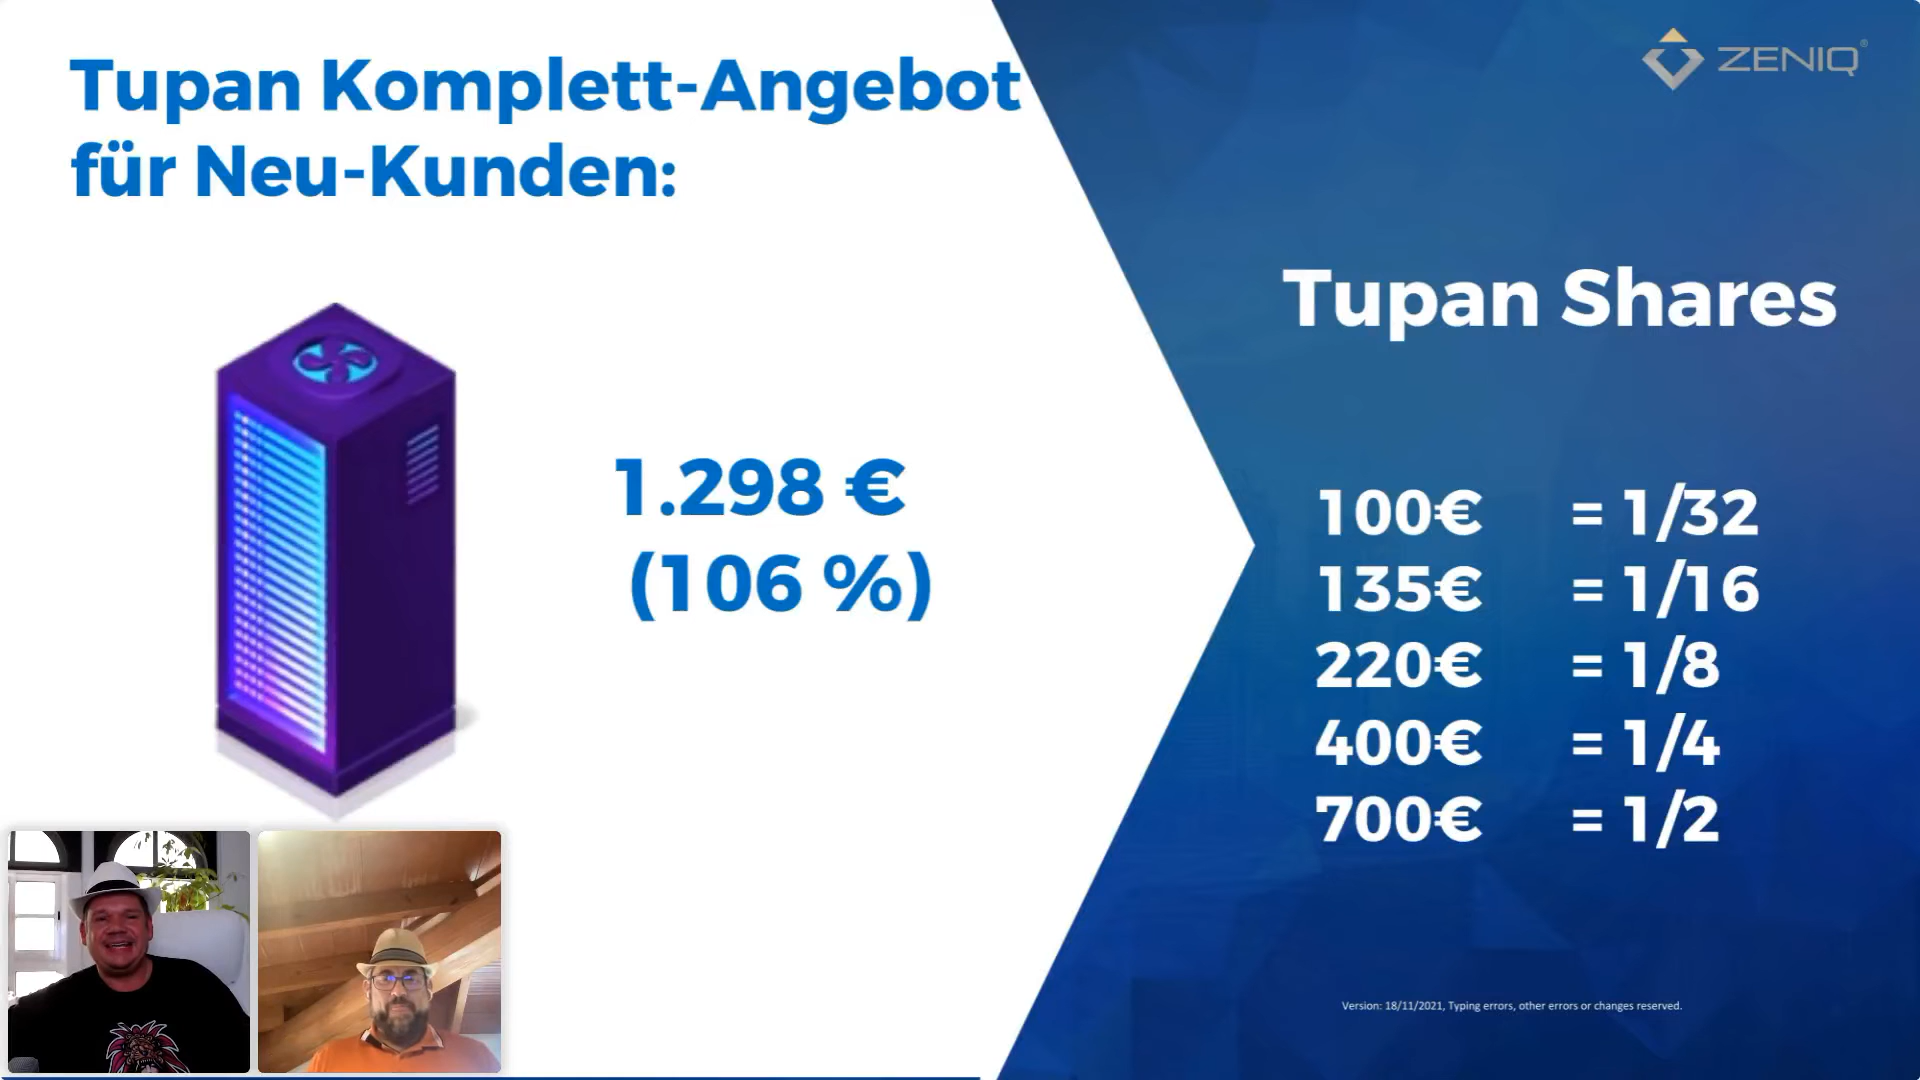 Tupan Komplett-Angebot
für Neu-Kunden:
1.298 €
(106 %)
ZENIQ®
Tupan Shares
100€ = 1/32
135€ = 1/16
220€ = 1/8
400€ = 1/4
700€ = 1/2
Version: 18/11/2021, Typing errors, other errors or changes reserved.